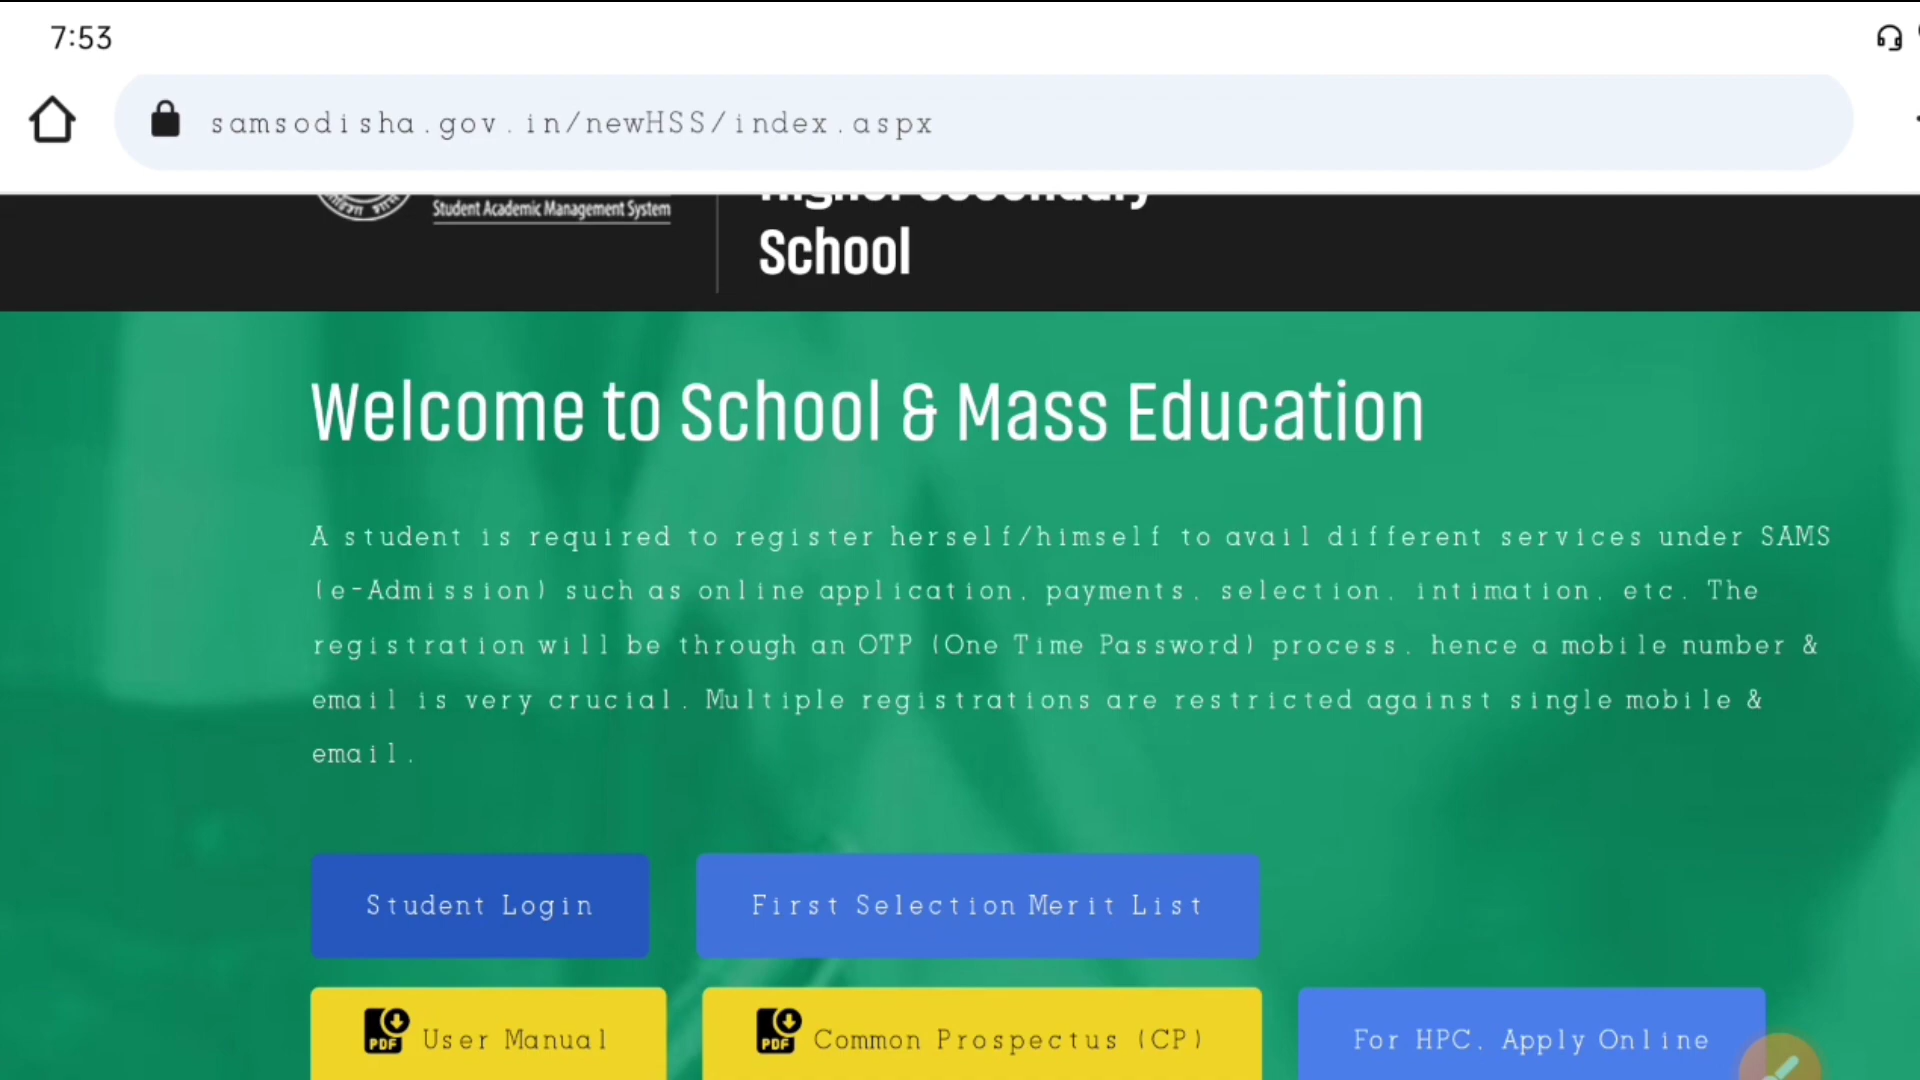 7:53
samsodisha.gov.in/newHSS/index.aspx
Student Academic Management System
Higher Secondary
School
Welcome to School & Mass Education
A student is required to register herself/himself to avail different services under SAMS
(e-Admission) such as online application, payments, selection, intimation, etc. The
registration will be through an OTP (One Time Password) process, hence a mobile number &
email is very crucial. Multiple registrations are restricted against single mobile &
email.
Student Login
First Selection Merit List
PDF User Manual
PDF Common Prospectus (CP)
For HPC, Apply Online